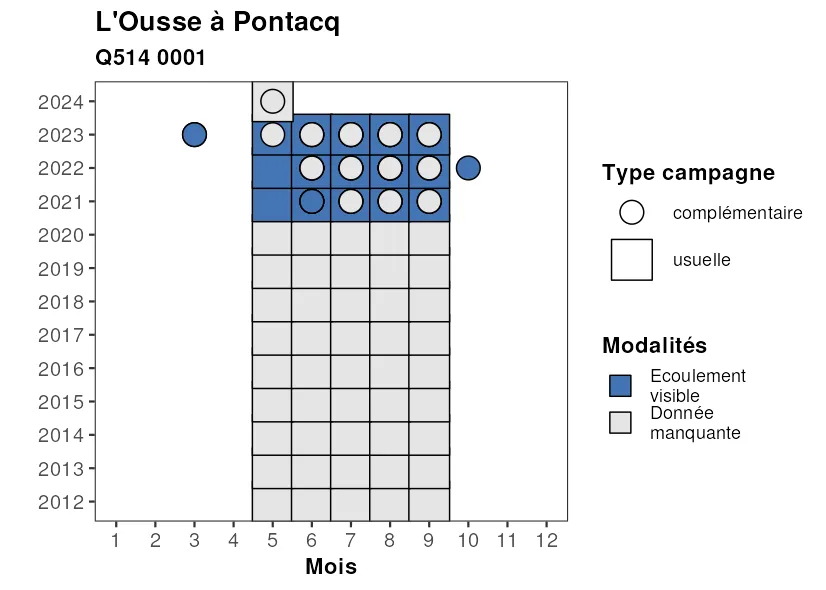 L'Ousse à Pontacq
Q514 0001
2024
2023
2022
2021
2020
2019
2018
2017
2016
2015
2014
2013
2012
1 2 3 4 5 6 7 8 9 10 11 12
Mois
Type campagne
complémentaire
usuelle
Modalités
Ecoulement
visible
Donnée
manquante